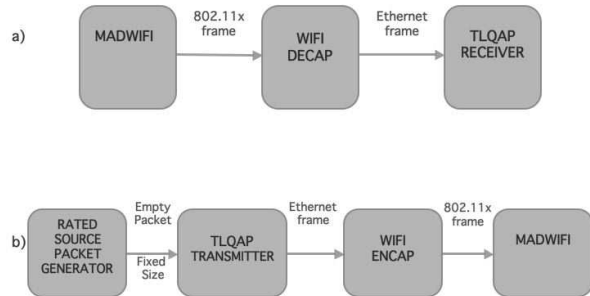 a)
MADWIFI
802.11x
frame
WIFI
DECAP
Ethernet
frame
TLQAP
RECEIVER
b)
RATED
SOURCE
PACKET
GENERATOR
Empty
Packet
Fixed
Size
TLQAP
TRANSMITTER
Ethernet
frame
WIFI
ENCAP
802.11x
frame
MADWIFI